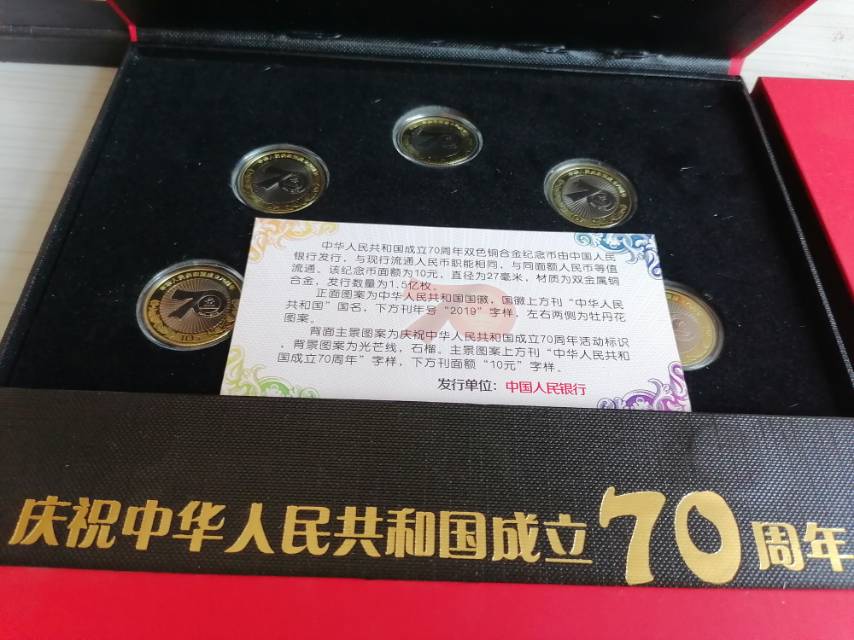 中华人民共和国成立70周年双色铜合金纪念币由中国人民
银行发行，与现行流通人民币职能相同，与同面额人民币等值
流通。该纪念币面额为10元，直径为27毫米，材质为双金属铜
合金，发行数量为1.5亿枚。
正面图案为中华人民共和国国徽，国徽上方刊“中华人民
共和国”国名，下方刊年号“2019”字样，左右两侧为牡丹花
图案。
背面主景图案为庆祝中华人民共和国成立70周年活动标识
，背景图案为光芒线，石榴。主景图案上方刊“中华人民共和
国成立70周年”字样，下方刊面额“10元”字样。
发行单位：中国人民银行
庆祝中华人民共和国成立70周年